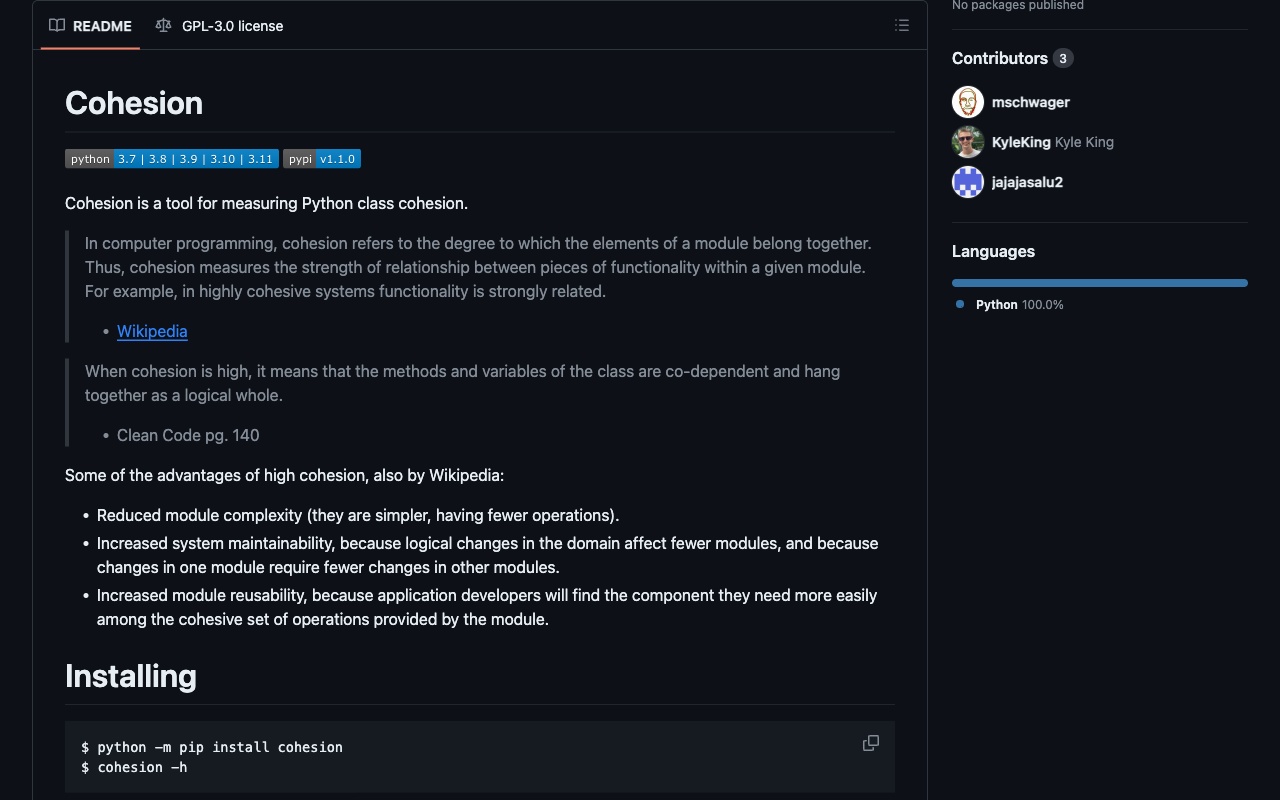 README
GPL-3.0 license
Cohesion
python 3.7 | 3.8 | 3.9 | 3.10 | 3.11 pypi v1.1.0
Cohesion is a tool for measuring Python class cohesion.
In computer programming, cohesion refers to the degree to which the elements of a module belong together.
Thus, cohesion measures the strength of relationship between pieces of functionality within a given module.
For example, in highly cohesive systems functionality is strongly related.
• Wikipedia
When cohesion is high, it means that the methods and variables of the class are co-dependent and hang
together as a logical whole.
• Clean Code pg. 140
Some of the advantages of high cohesion, also by Wikipedia:
• Reduced module complexity (they are simpler, having fewer operations).
• Increased system maintainability, because logical changes in the domain affect fewer modules, and because
changes in one module require fewer changes in other modules.
• Increased module reusability, because application developers will find the component they need more easily
among the cohesive set of operations provided by the module.
Installing
$ python -m pip install cohesion
$ cohesion -h
No packages published
Contributors 3
mschwager
KyleKing Kyle King
jajajasalu2
Languages
Python 100.0%